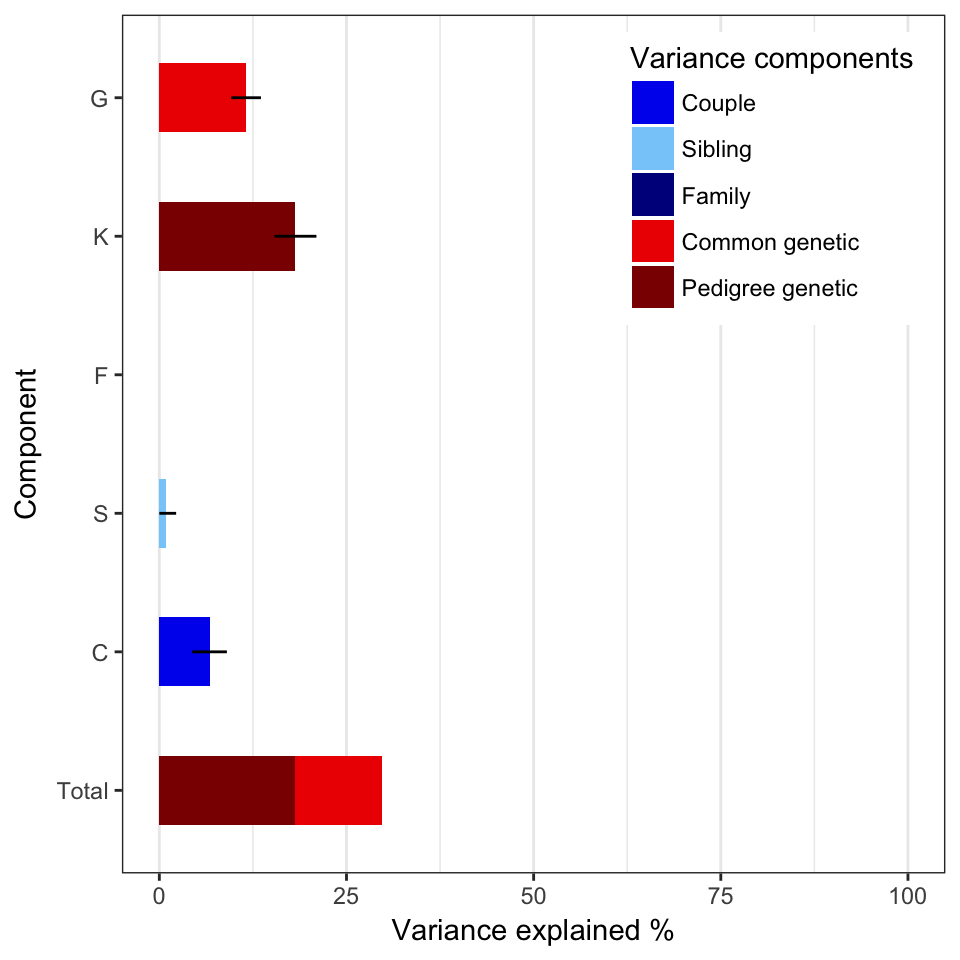 Variance components
Couple
Sibling
Family
Common genetic
Pedigree genetic
G
K
F
S
C
Total
Component
0 25 50 75 100
Variance explained %